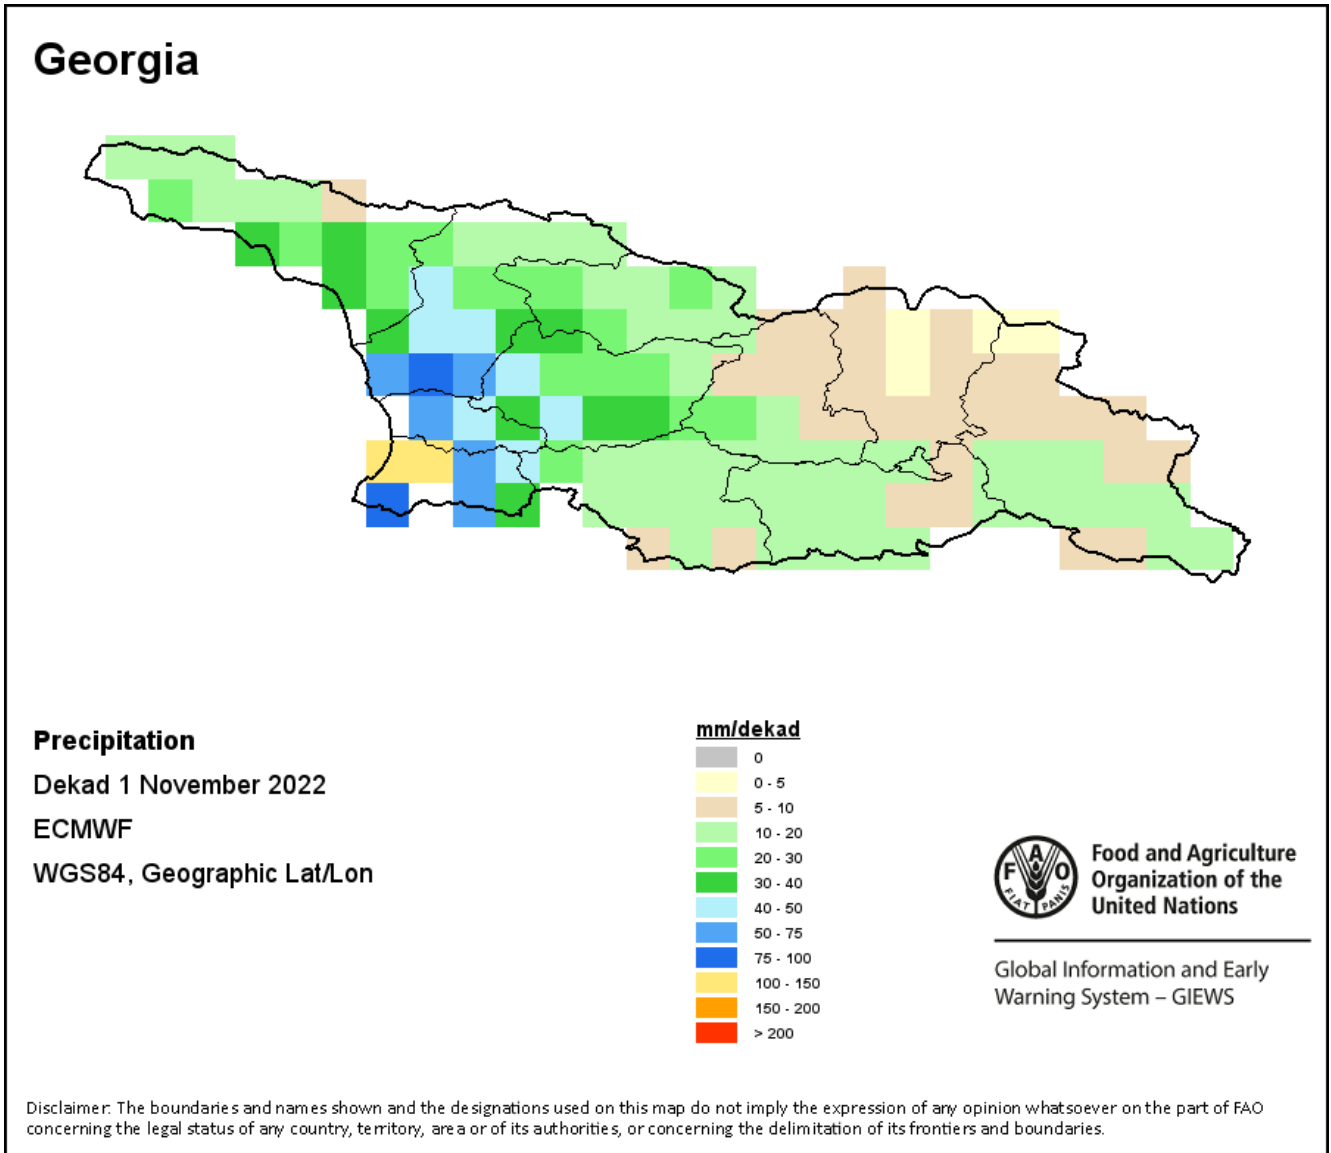 Georgia
Precipitation
Dekad 1 November 2022
ECMWF
WGS84, Geographic Lat/Lon
mm/dekad
0
0 - 5
5 - 10
10 - 20
20 - 30
30 - 40
40 - 50
50 - 75
75 - 100
100 - 150
150 - 200
> 200
F A O
FIAT PANIS
Food and Agriculture
Organization of the
United Nations
Global Information and Early
Warning System – GIEWS
Disclaimer: The boundaries and names shown and the designations used on this map do not imply the expression of any opinion whatsoever on the part of FAO
concerning the legal status of any country, territory, area or of its authorities, or concerning the delimitation of its frontiers and boundaries.